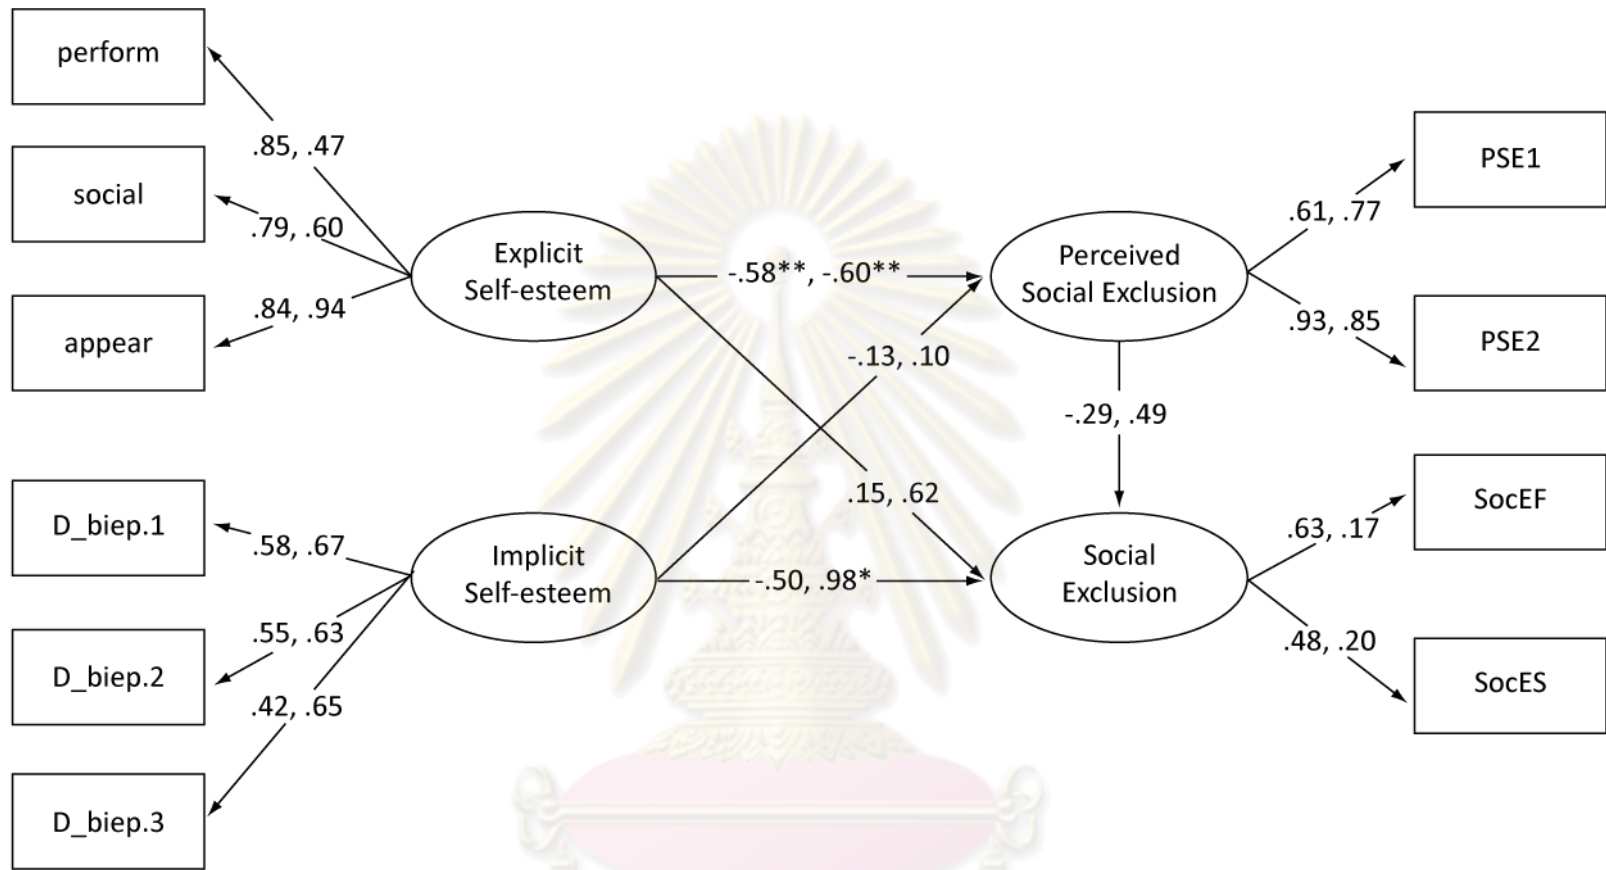 perform
.85, .47
social
.79, .60
appear
.84, .94
Explicit
Self-esteem
-.58**, -.60**
Perceived
Social Exclusion
.61, .77
PSE1
.93, .85
PSE2
-.13, .10
-.29, .49
.15, .62
D_biep.1
.58, .67
D_biep.2
.55, .63
D_biep.3
.42, .65
Implicit
Self-esteem
-.50, .98*
Social
Exclusion
.63, .17
SocEF
.48, .20
SocES